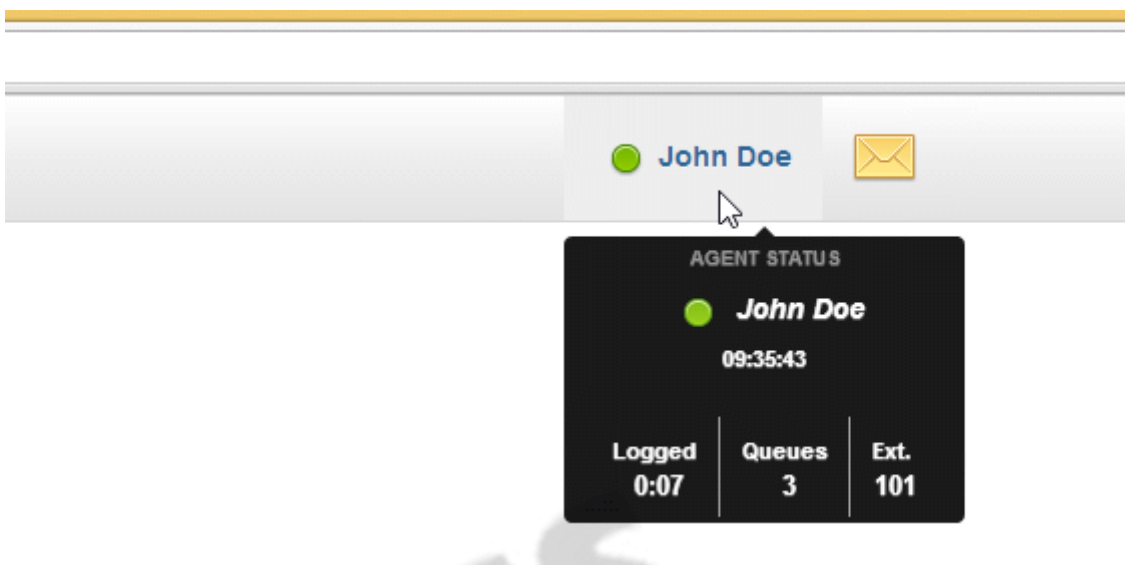 John Doe
AGENT STATUS
John Doe
09:35:43
Logged Queues Ext.
0:07 3 101